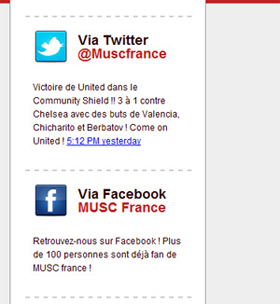 Via Twitter
@Muscfrance
Victoire de United dans le
Community Shield !! 3 à 1 contre
Chelsea avec des buts de Valencia,
Chicharito et Berbatov ! Come on
United ! 5:12 PM yesterday
Via Facebook
MUSC France
Retrouvez-nous sur Facebook ! Plus
de 100 personnes sont déjà fan de
MUSC france !